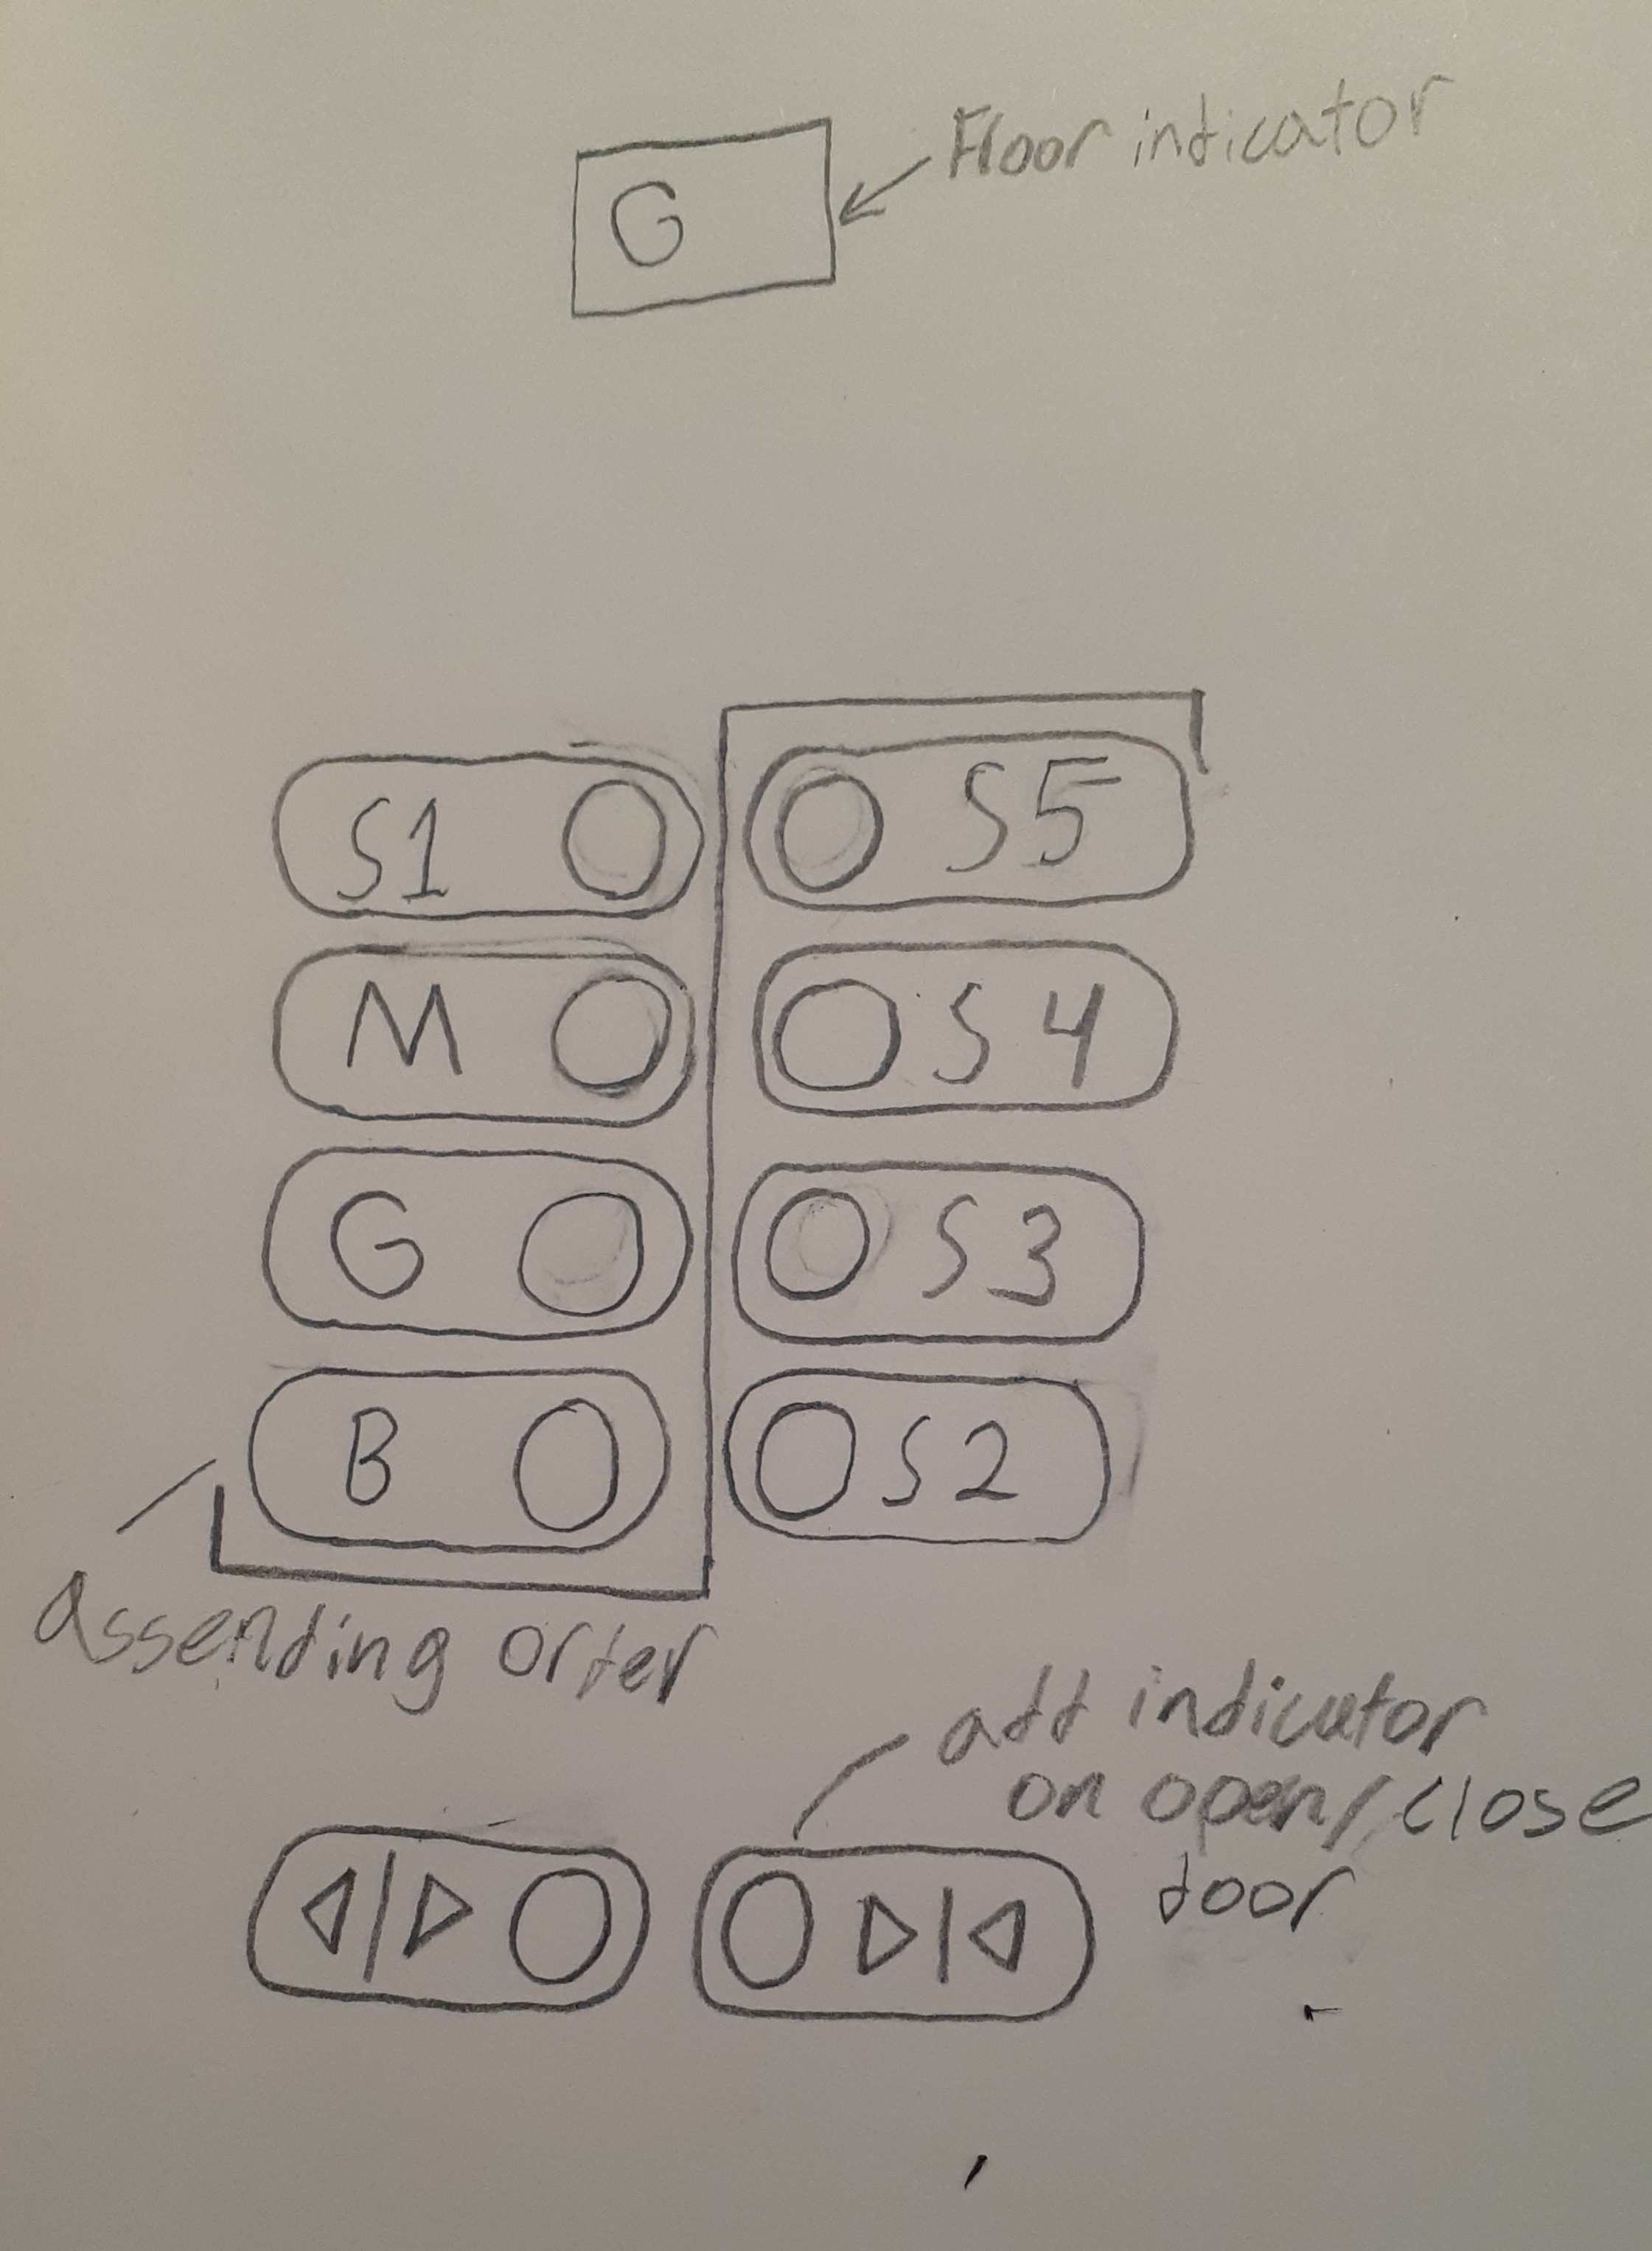 G
Floor indicator
S1
S5
M
S4
G
S3
B
S2
assending order
add indicator
on open/close
door